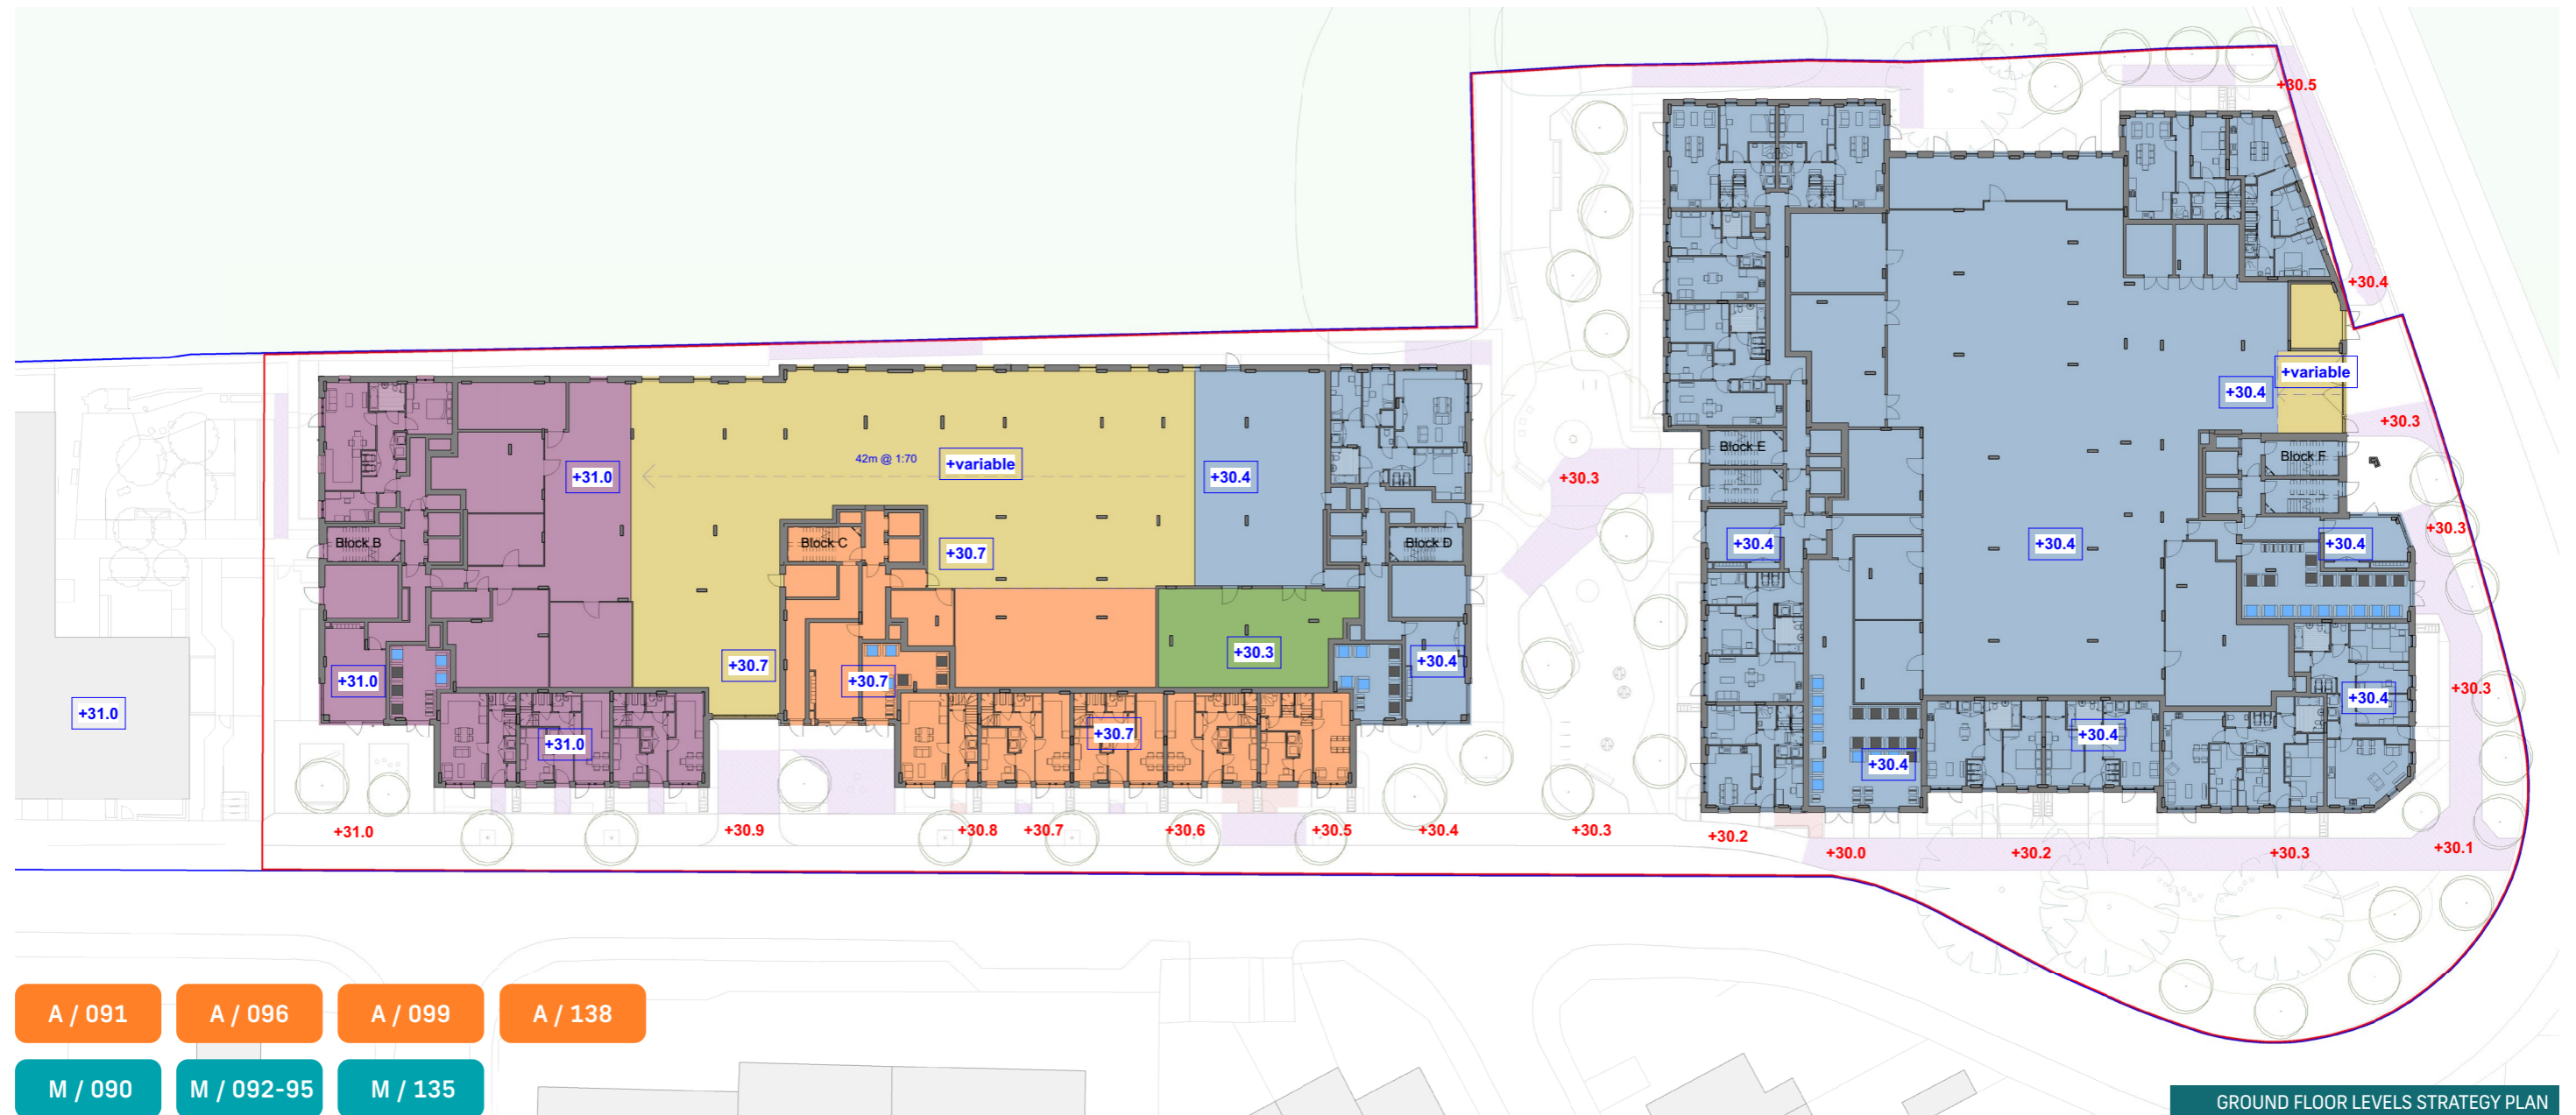 +30.5
+30.4
+variable
+30.4
+30.3
Block E
Block F
42m @ 1:70
+variable
+31.0
+30.4
+30.3
+30.3
Block B
Block C
+30.7
Block D
+30.4
+30.4
+30.4
+30.7
+30.3
+30.4
+31.0
+30.7
+30.3
+30.4
+31.0
+31.0
+30.7
+30.4
+30.4
+31.0
+30.9
+30.8
+30.7
+30.6
+30.5
+30.4
+30.3
+30.2
+30.0
+30.2
+30.3
+30.1
A / 091
A / 096
A / 099
A / 138
M / 090
M / 092-95
M / 135
GROUND FLOOR LEVELS STRATEGY PLAN